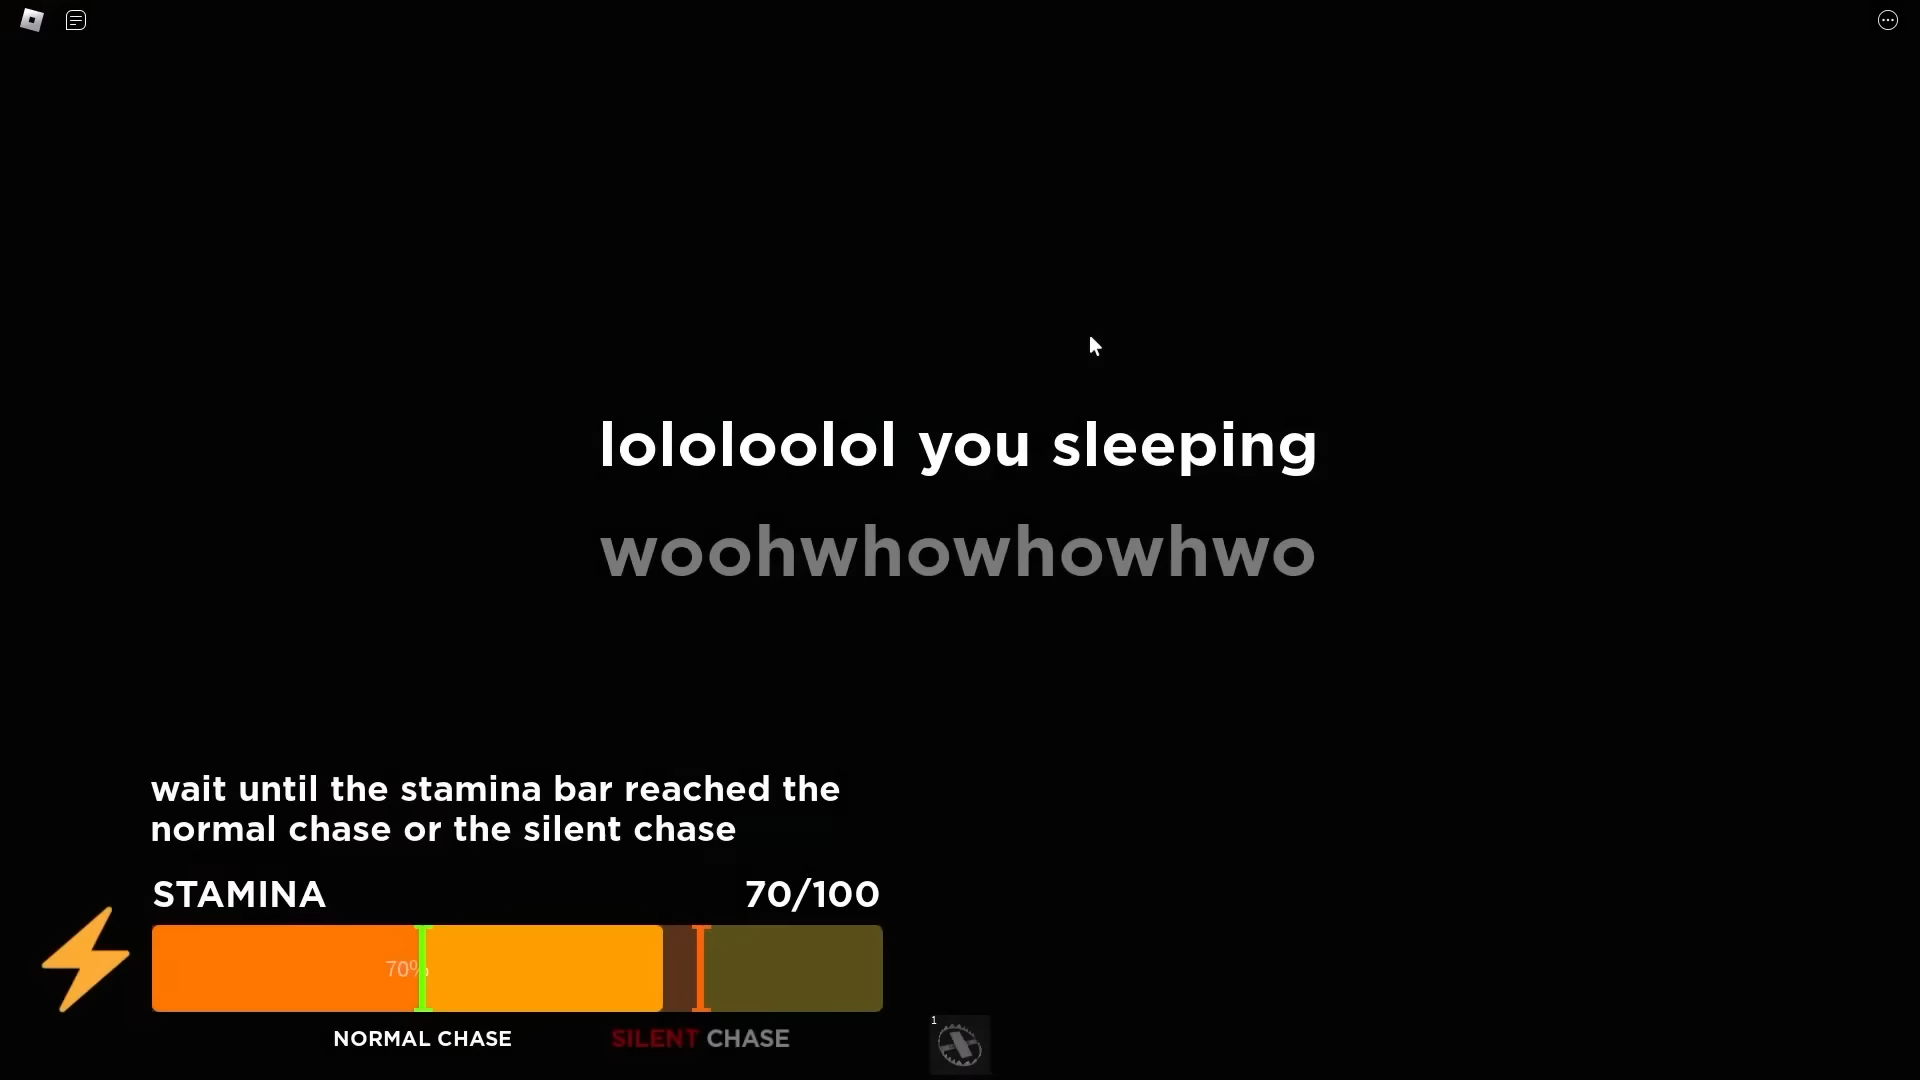 lololoolol you sleeping
woohwhowhowhwo
wait until the stamina bar reached the
normal chase or the silent chase
STAMINA 70/100
70%
NORMAL CHASE SILENT CHASE
1